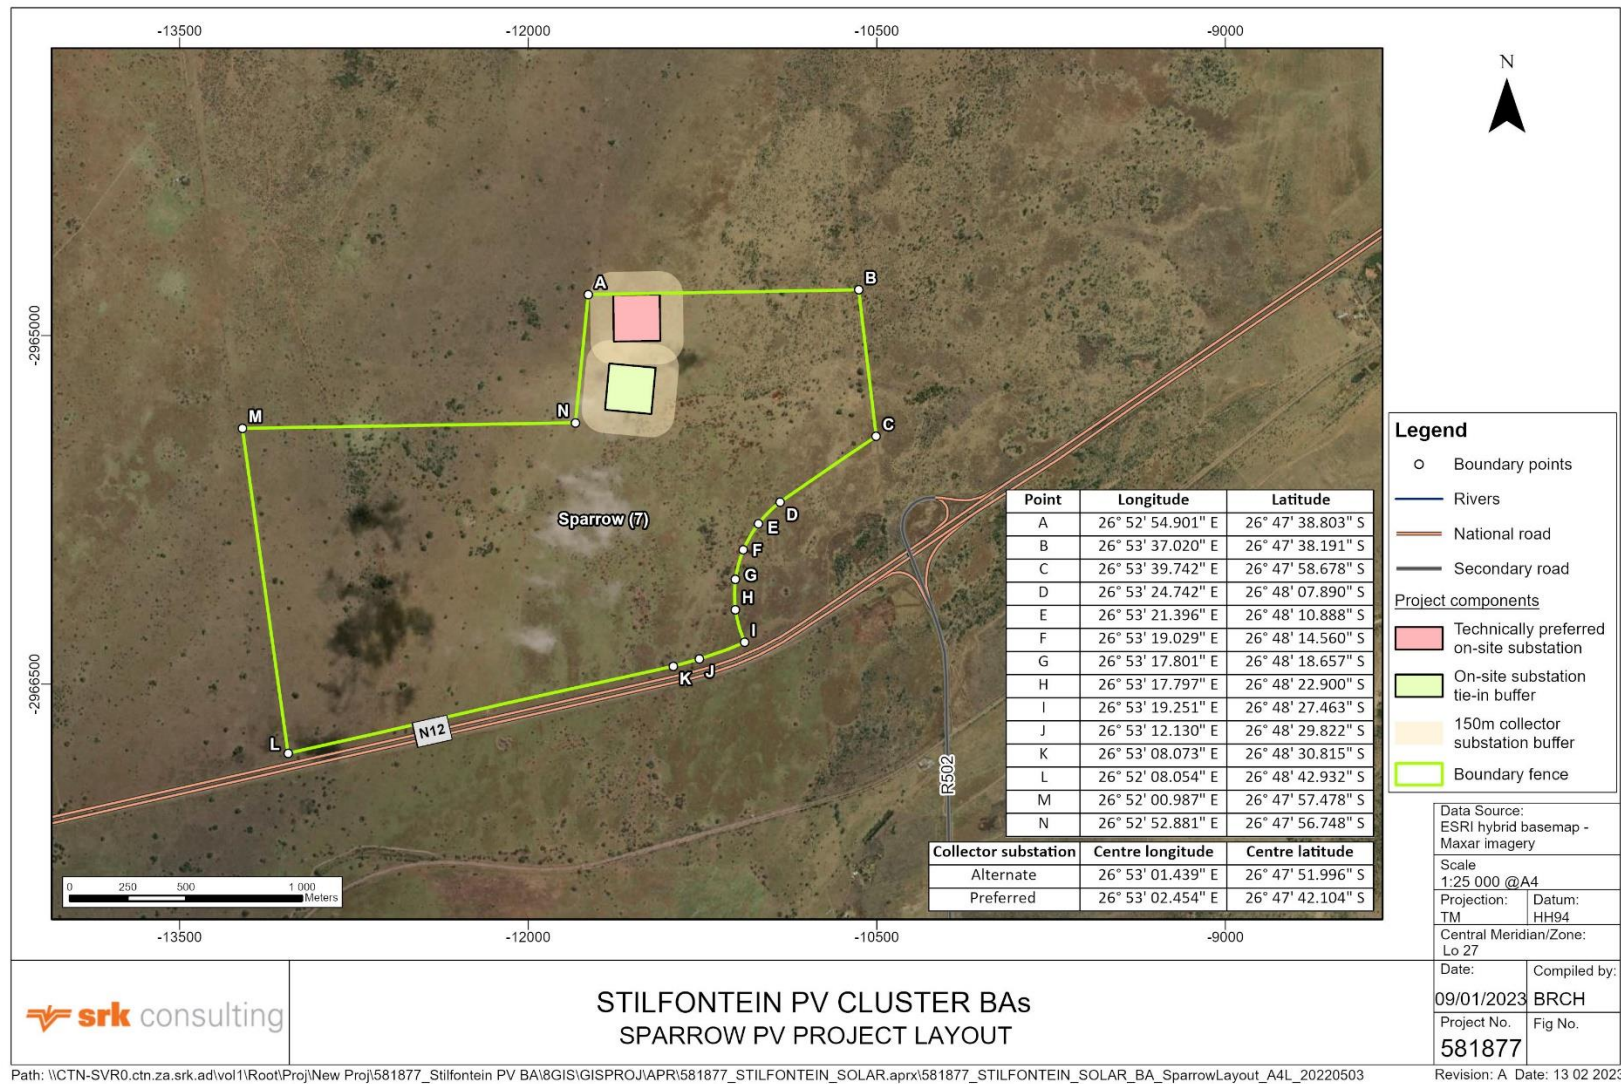 -13500 -12000 -10500 -9000
N
-2965000
-2966500
A
B
M
N
C
D
E
F
G
H
I
J
K
L
Sparrow (7)
N12
R502
Point Longitude Latitude
A 26° 52' 54.901" E 26° 47' 38.803" S
B 26° 53' 37.020" E 26° 47' 38.191" S
C 26° 53' 39.742" E 26° 47' 58.678" S
D 26° 53' 24.742" E 26° 48' 07.890" S
E 26° 53' 21.396" E 26° 48' 10.888" S
F 26° 53' 19.029" E 26° 48' 14.560" S
G 26° 53' 17.801" E 26° 48' 18.657" S
H 26° 53' 17.797" E 26° 48' 22.900" S
I 26° 53' 19.251" E 26° 48' 27.463" S
J 26° 53' 12.130" E 26° 48' 29.822" S
K 26° 53' 08.073" E 26° 48' 30.815" S
L 26° 52' 08.054" E 26° 48' 42.932" S
M 26° 52' 00.987" E 26° 47' 57.478" S
N 26° 52' 52.881" E 26° 47' 56.748" S
Collector substation Centre longitude Centre latitude
Alternate 26° 53' 01.439" E 26° 47' 51.996" S
Preferred 26° 53' 02.454" E 26° 47' 42.104" S
0 250 500 1 000
Meters
-13500 -12000 -10500 -9000
Legend
Boundary points
Rivers
National road
Secondary road
Project components
Technically preferred
on-site substation
On-site substation
tie-in buffer
150m collector
substation buffer
Boundary fence
Data Source:
ESRI hybrid basemap -
Maxar imagery
Scale
1:25 000 @A4
Projection: Datum:
TM HH94
Central Meridian/Zone:
Lo 27
Date: Compiled by:
09/01/2023 BRCH
Project No. Fig No.
581877
srk consulting
STILFONTEIN PV CLUSTER BAs
SPARROW PV PROJECT LAYOUT
Path: \\CTN-SVR0.ctn.za.srk.ad\vol1\Root\Proj\New Proj\581877_Stilfontein PV BA\8GIS\GISPROJ\APR\581877_STILFONTEIN_SOLAR.aprx\581877_STILFONTEIN_SOLAR_BA_SparrowLayout_A4L_20220503
Revision: A Date: 13 02 2023